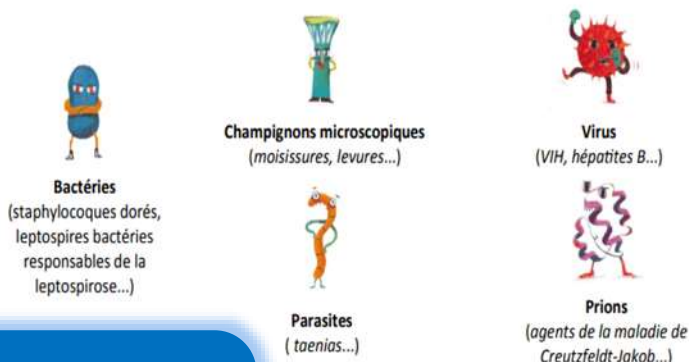 Bactéries
(staphylocoques dorés,
leptospires bactéries
responsables de la
leptospirose...)
Champignons microscopiques
(moisissures, levures...)
Parasites
( taenias...)
Virus
(VIH, hépatites B...)
Prions
(agents de la maladie de
Creutzfeldt-Jakob...)